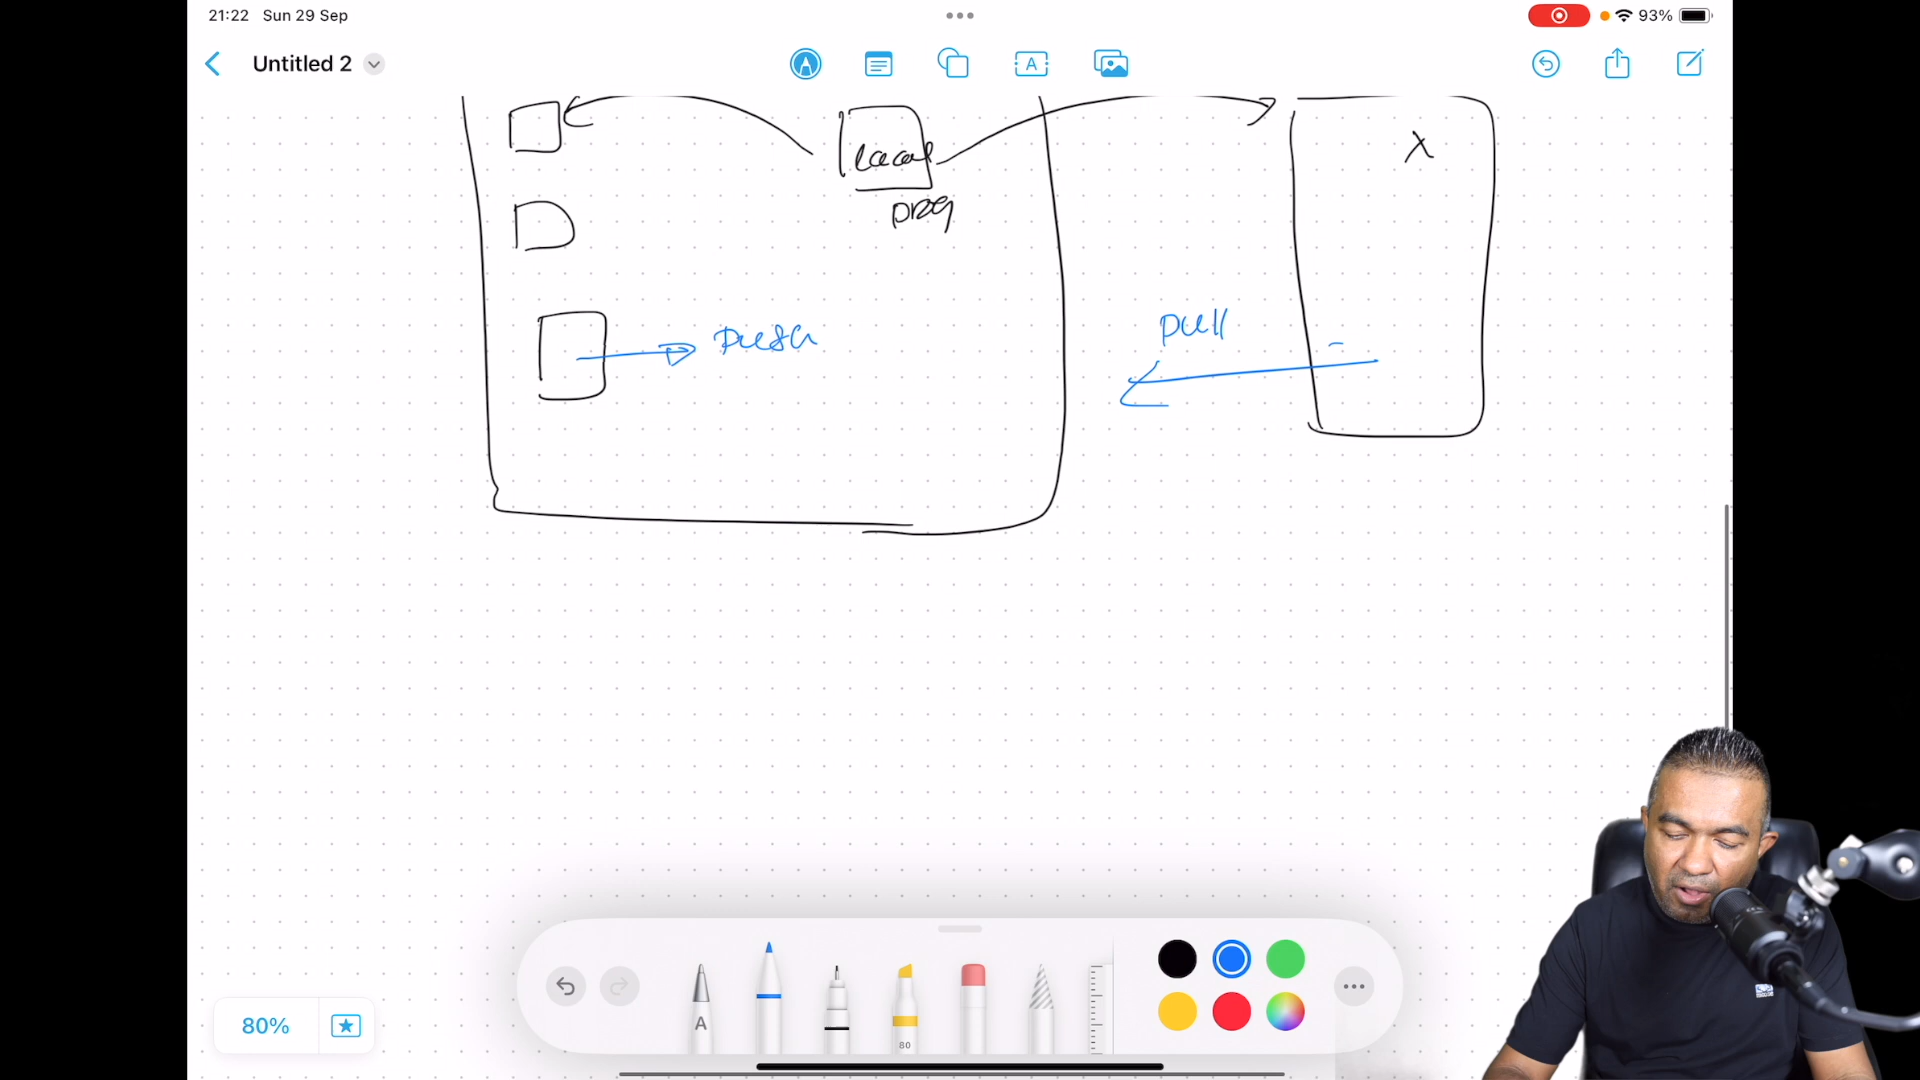 21:22 Sun 29 Sep
93%
Untitled 2
A
λ
local
prog
push
pull
A
80
80%